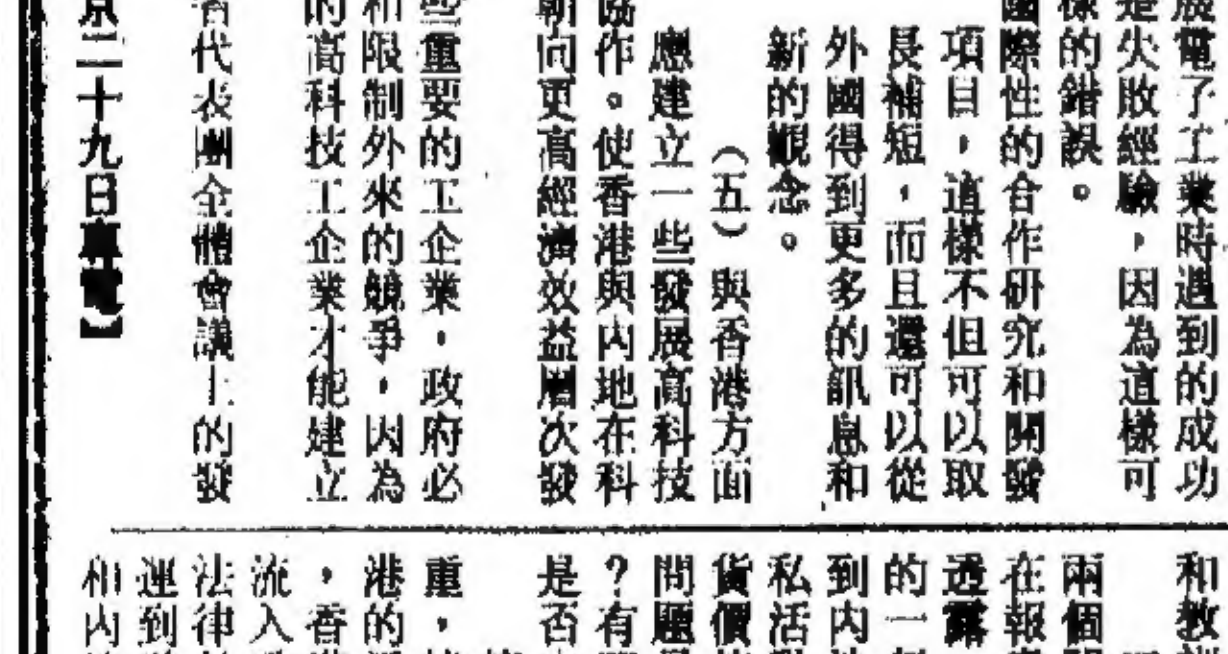 展電子工業時遇到的成功
是失敗經驗，因為這樣可
樣的錯誤。
國際性的合作研究和開發
項目，這樣不但可以取
長補短，而且還可以從
外國得到更多的訊息和
新的觀念。
（五）與香港方面
應建立一些發展高科技
協作。使香港與內地在科
朝向更高經濟效益層次發
些重要的工企業，政府必
和限制外來的競爭，因為
的高科技工企業才能建立
者代表團全體會議上的發
京二十九日專電】
和教訓
兩個
在報
透露
的一
到內
私活
貨價
問題
？有
是否
重，
港的
，香
流入
法律
運到
和內